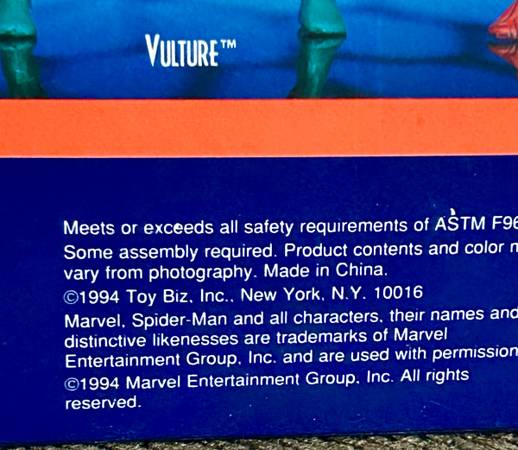 VULTURE™
Meets or exceeds all safety requirements of ASTM F96
Some assembly required. Product contents and color
vary from photography. Made in China.
©1994 Toy Biz, Inc., New York, N.Y. 10016
Marvel, Spider-Man and all characters, their names and
distinctive likenesses are trademarks of Marvel
Entertainment Group, Inc. and are used with permission
©1994 Marvel Entertainment Group, Inc. All rights
reserved.